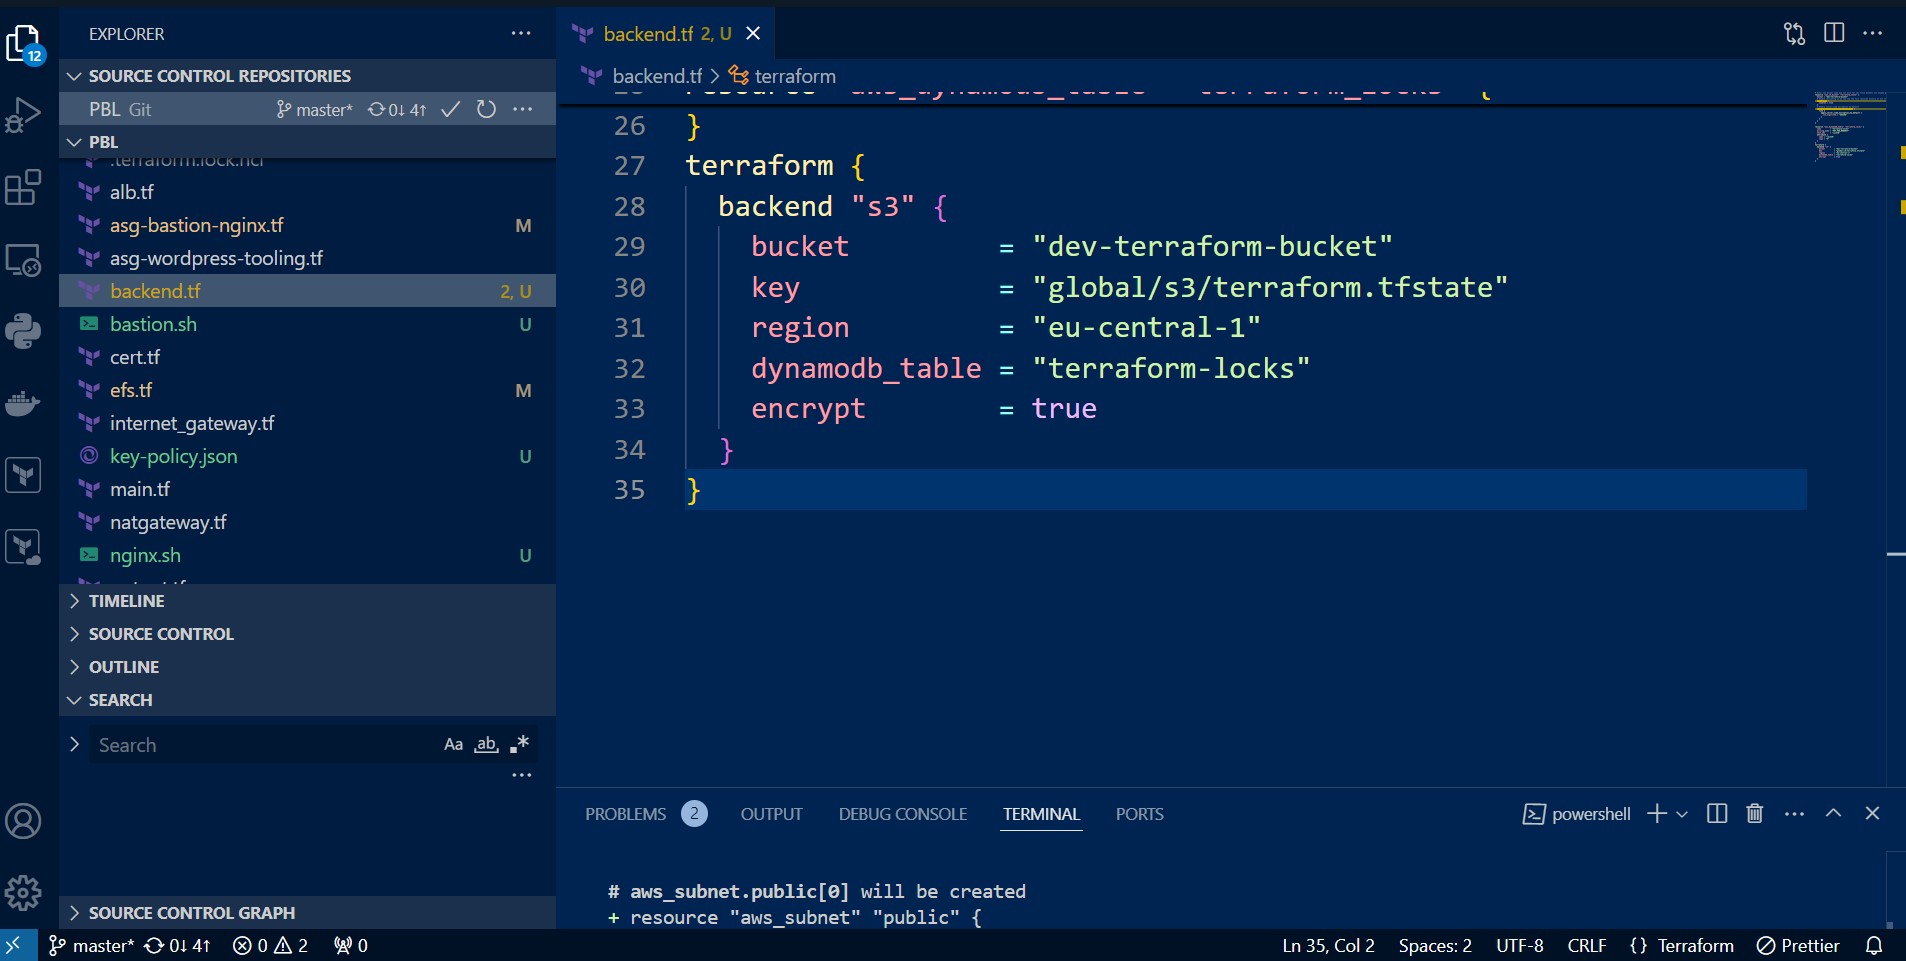 12
EXPLORER
SOURCE CONTROL REPOSITORIES
PBL Git master* 0↓ 4↑
PBL
.terraform.lock.hcl
alb.tf
asg-bastion-nginx.tf M
asg-wordpress-tooling.tf
backend.tf 2, U
bastion.sh U
cert.tf
efs.tf M
internet_gateway.tf
key-policy.json U
main.tf
natgateway.tf
nginx.sh U
TIMELINE
SOURCE CONTROL
OUTLINE
SEARCH
Search Aa ab
SOURCE CONTROL GRAPH
backend.tf 2, U
backend.tf > terraform
26 }
27 terraform {
28 backend "s3" {
29 bucket = "dev-terraform-bucket"
30 key = "global/s3/terraform.tfstate"
31 region = "eu-central-1"
32 dynamodb_table = "terraform-locks"
33 encrypt = true
34 }
35 }
PROBLEMS 2 OUTPUT DEBUG CONSOLE TERMINAL PORTS powershell
# aws_subnet.public[0] will be created
+ resource "aws_subnet" "public" {
master* 0↓ 4↑ 0 2 0 Ln 35, Col 2 Spaces: 2 UTF-8 CRLF {} Terraform Prettier